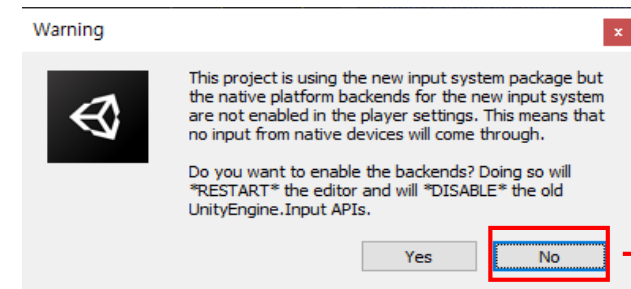 Warning
x
This project is using the new input system package but
the native platform backends for the new input system
are not enabled in the player settings. This means that
no input from native devices will come through.
Do you want to enable the backends? Doing so will
*RESTART* the editor and will *DISABLE* the old
UnityEngine.Input APIs.
Yes No